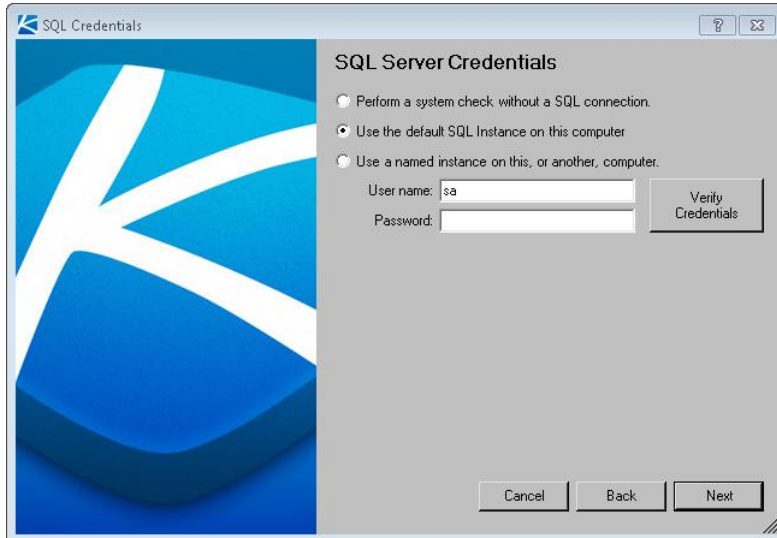 SQL Credentials
SQL Server Credentials
Perform a system check without a SQL connection.
Use the default SQL Instance on this computer
Use a named instance on this, or another, computer.
User name: sa
Password:
Verify
Credentials
Cancel Back Next